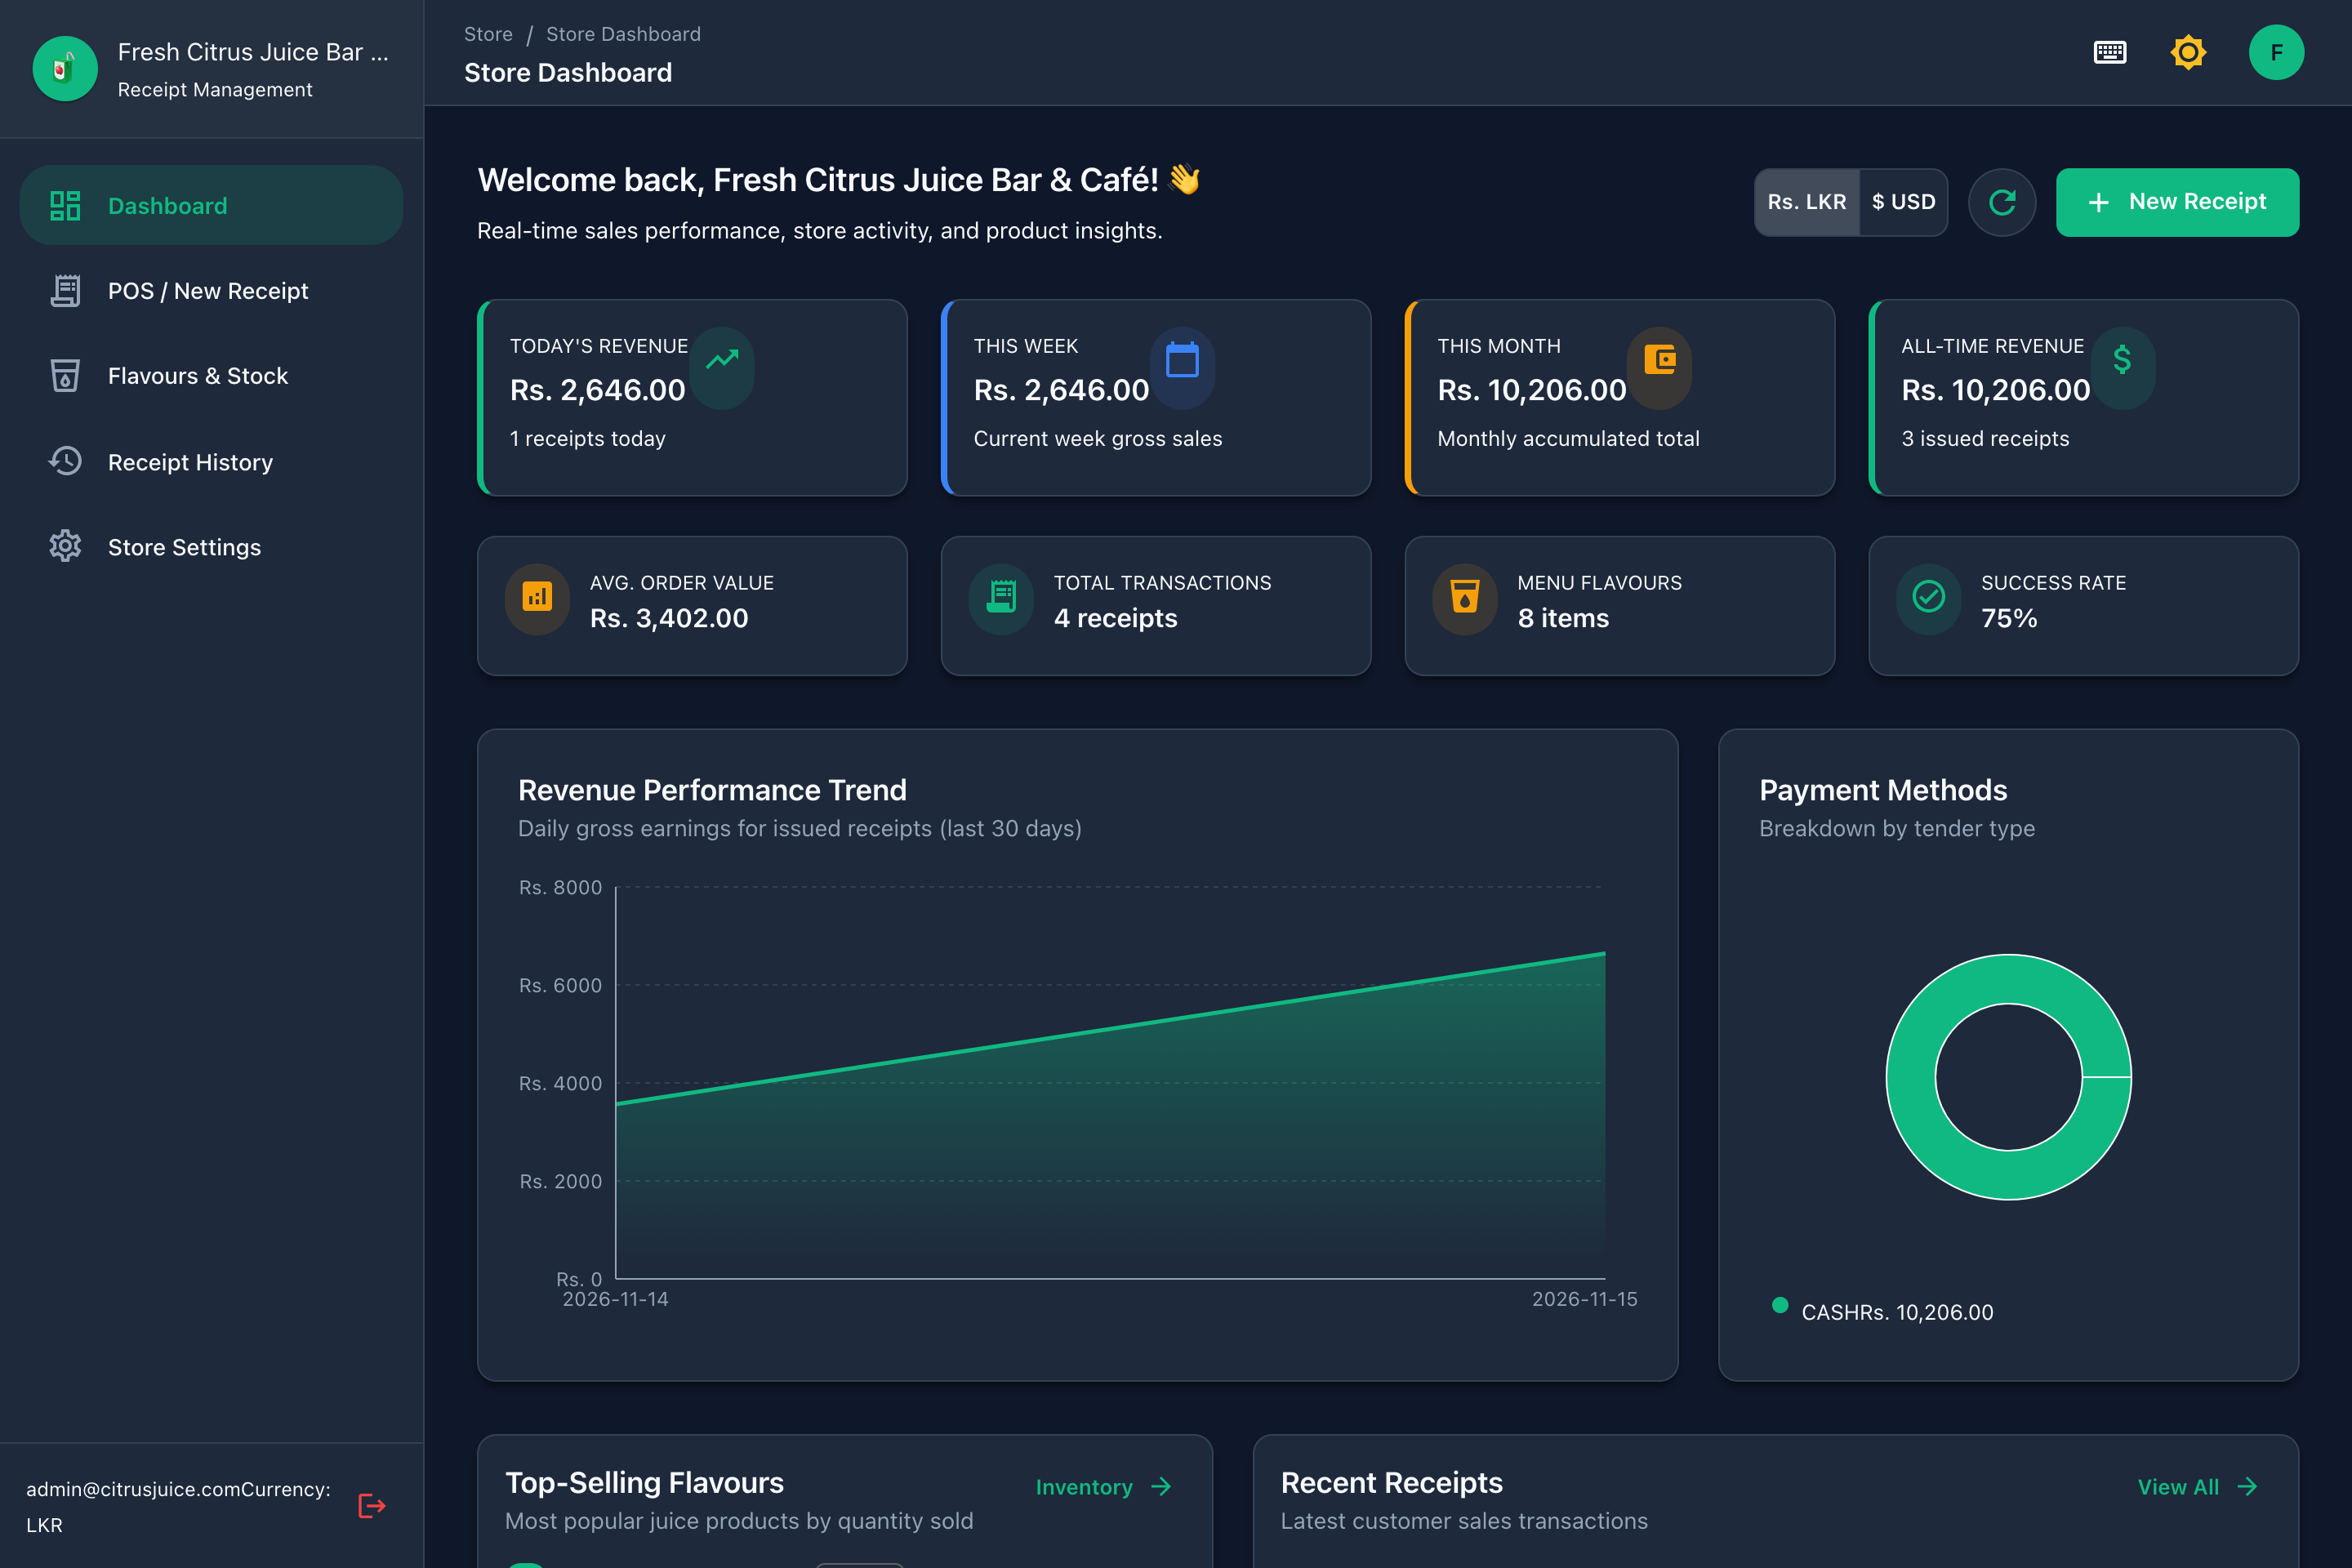 Fresh Citrus Juice Bar ...
Receipt Management
Dashboard
POS / New Receipt
Flavours & Stock
Receipt History
Store Settings
admin@citrusjuice.comCurrency:
LKR
Store / Store Dashboard
Store Dashboard
F
Welcome back, Fresh Citrus Juice Bar & Café! 👋
Real-time sales performance, store activity, and product insights.
Rs. LKR
$ USD
New Receipt
TODAY'S REVENUE
Rs. 2,646.00
1 receipts today
THIS WEEK
Rs. 2,646.00
Current week gross sales
THIS MONTH
Rs. 10,206.00
Monthly accumulated total
ALL-TIME REVENUE
Rs. 10,206.00
3 issued receipts
AVG. ORDER VALUE
Rs. 3,402.00
TOTAL TRANSACTIONS
4 receipts
MENU FLAVOURS
8 items
SUCCESS RATE
75%
Revenue Performance Trend
Daily gross earnings for issued receipts (last 30 days)
Rs. 8000
Rs. 6000
Rs. 4000
Rs. 2000
Rs. 0
2026-11-14
2026-11-15
Payment Methods
Breakdown by tender type
CASHRs. 10,206.00
Top-Selling Flavours
Inventory
Most popular juice products by quantity sold
Recent Receipts
View All
Latest customer sales transactions